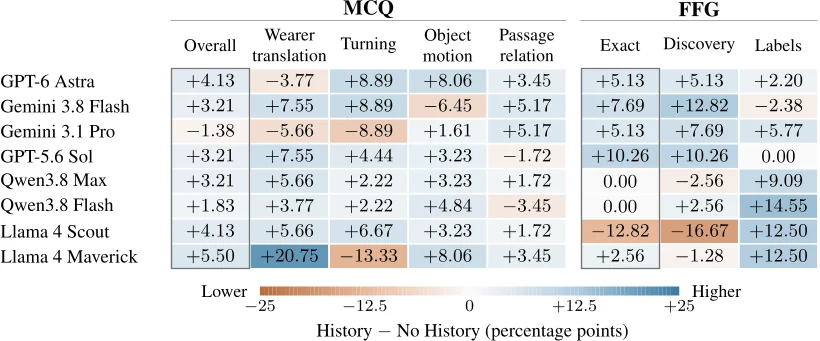 MCQ FFG
Overall Wearer translation Turning Object motion Passage relation Exact Discovery Labels
GPT-6 Astra +4.13 −3.77 +8.89 +8.06 +3.45 +5.13 +5.13 +2.20
Gemini 3.8 Flash +3.21 +7.55 +8.89 −6.45 +5.17 +7.69 +12.82 −2.38
Gemini 3.1 Pro −1.38 −5.66 −8.89 +1.61 +5.17 +5.13 +7.69 +5.77
GPT-5.6 Sol +3.21 +7.55 +4.44 +3.23 −1.72 +10.26 +10.26 0.00
Qwen3.8 Max +3.21 +5.66 +2.22 +3.23 +1.72 0.00 −2.56 +9.09
Qwen3.8 Flash +1.83 +3.77 +2.22 +4.84 −3.45 0.00 +2.56 +14.55
Llama 4 Scout +4.13 +5.66 +6.67 +3.23 +1.72 −12.82 −16.67 +12.50
Llama 4 Maverick +5.50 +20.75 −13.33 +8.06 +3.45 +2.56 −1.28 +12.50
Lower Higher
−25 −12.5 0 +12.5 +25
History − No History (percentage points)